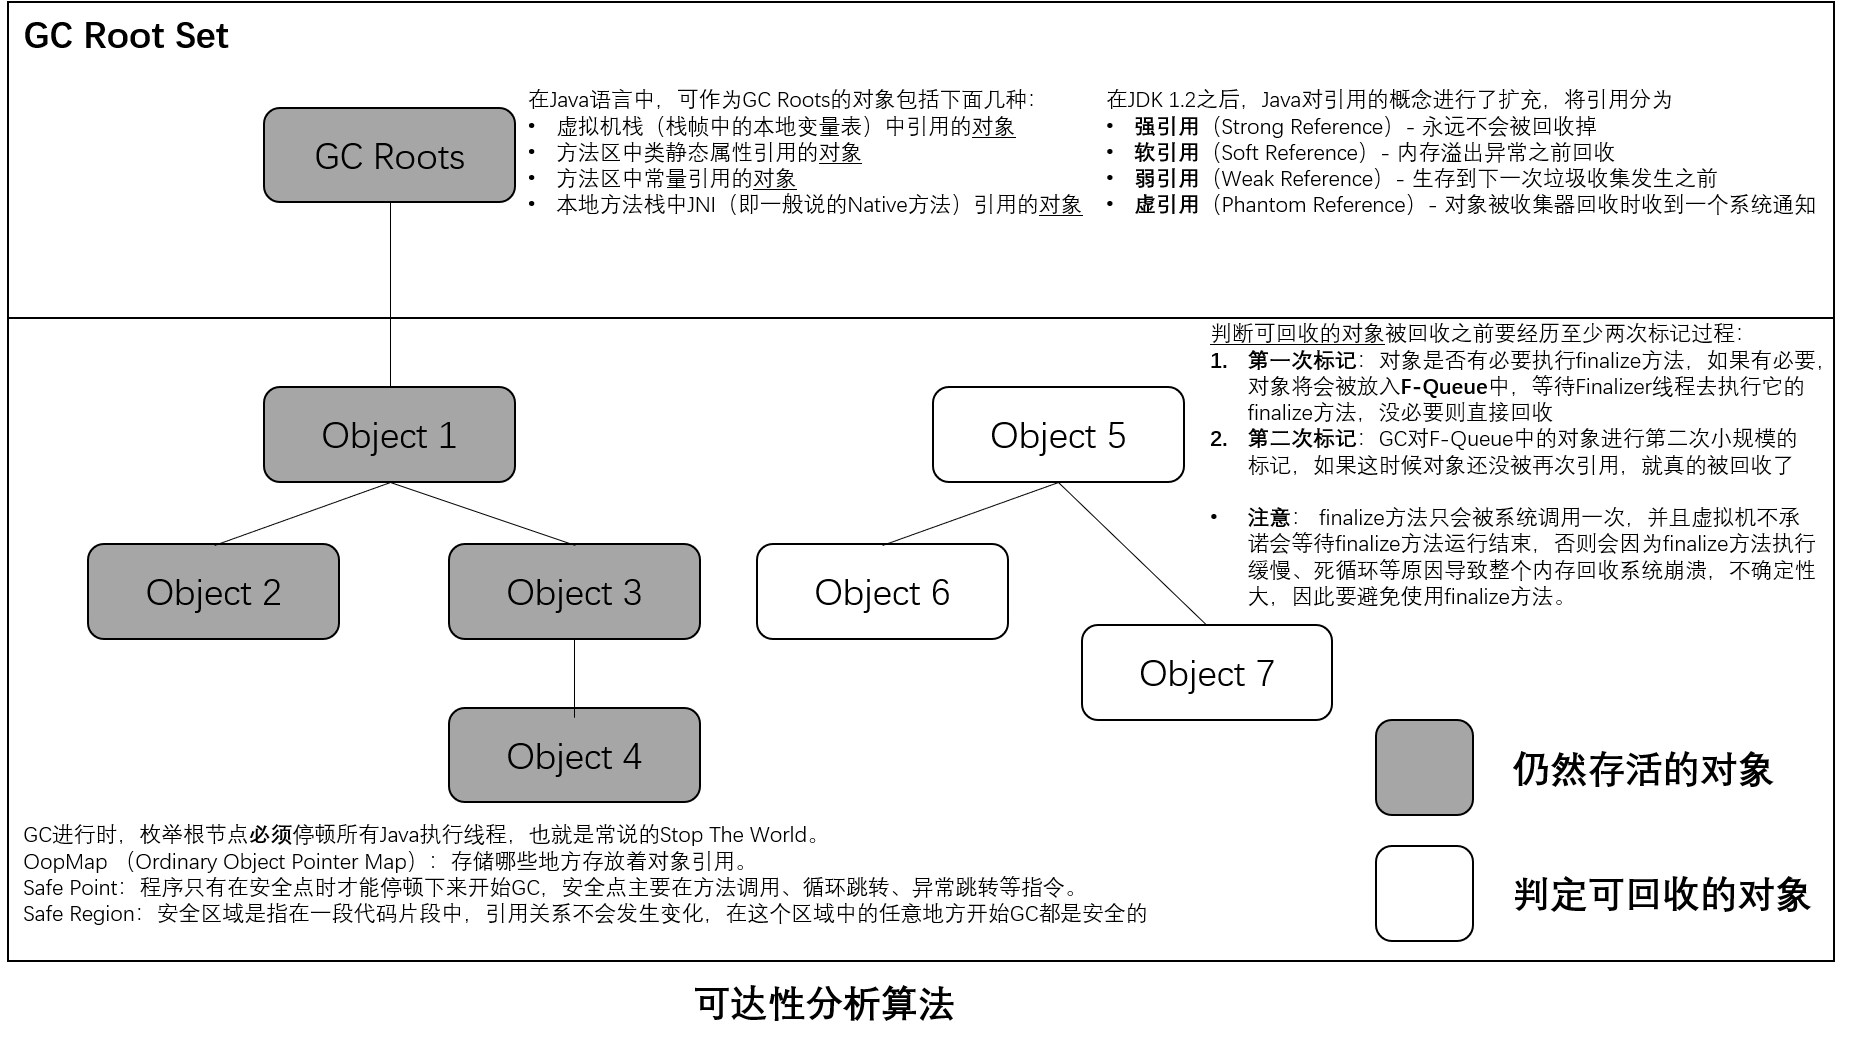 GC Root Set
GC Roots
在Java语言中，可作为GC Roots的对象包括下面几种：
• 虚拟机栈（栈帧中的本地变量表）中引用的对象
• 方法区中类静态属性引用的对象
• 方法区中常量引用的对象
• 本地方法栈中JNI（即一般说的Native方法）引用的对象
在JDK 1.2之后，Java对引用的概念进行了扩充，将引用分为
• 强引用（Strong Reference）- 永远不会被回收掉
• 软引用（Soft Reference）- 内存溢出异常之前回收
• 弱引用（Weak Reference）- 生存到下一次垃圾收集发生之前
• 虚引用（Phantom Reference）- 对象被收集器回收时收到一个系统通知
判断可回收的对象被回收之前要经历至少两次标记过程：
1. 第一次标记：对象是否有必要执行finalize方法，如果有必要，
对象将会被放入F-Queue中，等待Finalizer线程去执行它的
finalize方法，没必要则直接回收
2. 第二次标记：GC对F-Queue中的对象进行第二次小规模的
标记，如果这时候对象还没被再次引用，就真的被回收了
• 注意： finalize方法只会被系统调用一次，并且虚拟机不承
诺会等待finalize方法运行结束，否则会因为finalize方法执行
缓慢、死循环等原因导致整个内存回收系统崩溃，不确定性
大，因此要避免使用finalize方法。
Object 1
Object 5
Object 2
Object 3
Object 6
Object 7
Object 4
仍然存活的对象
判定可回收的对象
GC进行时，枚举根节点必须停顿所有Java执行线程，也就是常说的Stop The World。
OopMap （Ordinary Object Pointer Map）：存储哪些地方存放着对象引用。
Safe Point：程序只有在安全点时才能停顿下来开始GC，安全点主要在方法调用、循环跳转、异常跳转等指令。
Safe Region：安全区域是指在一段代码片段中，引用关系不会发生变化，在这个区域中的任意地方开始GC都是安全的
可达性分析算法